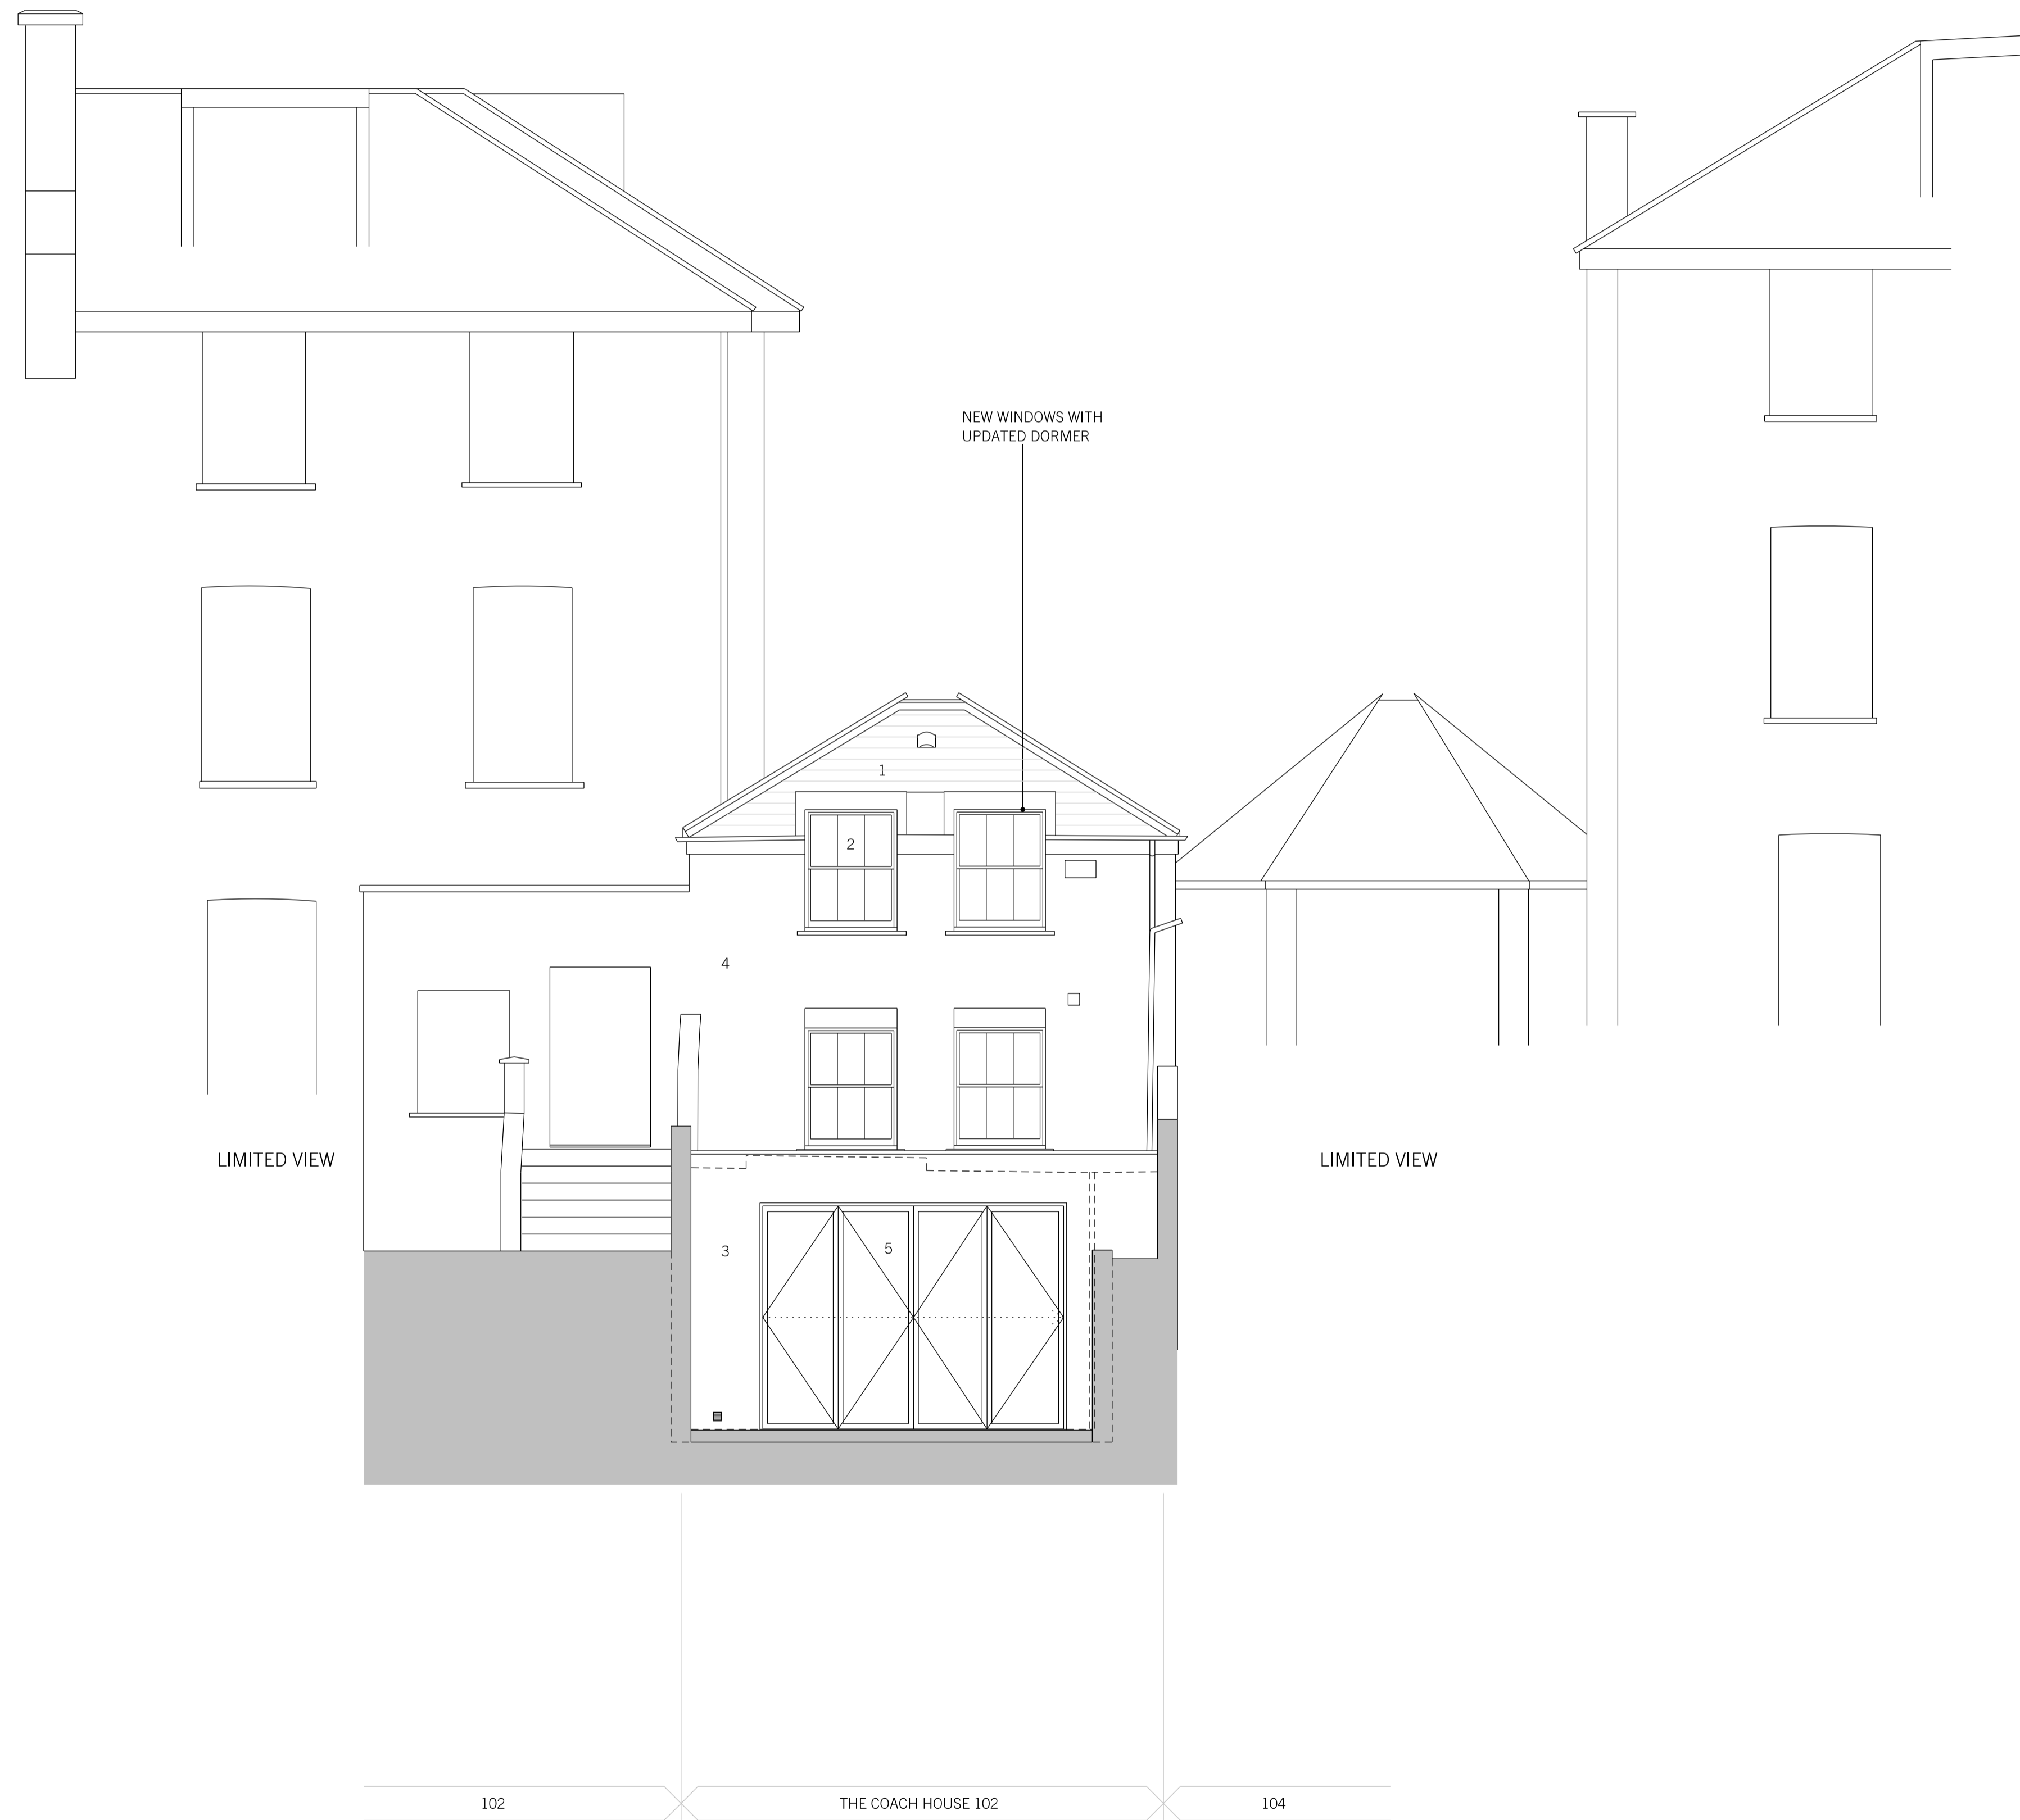 NEW WINDOWS WITH
UPDATED DORMER
1
2
4
LIMITED VIEW
LIMITED VIEW
3
5
102
THE COACH HOUSE 102
104